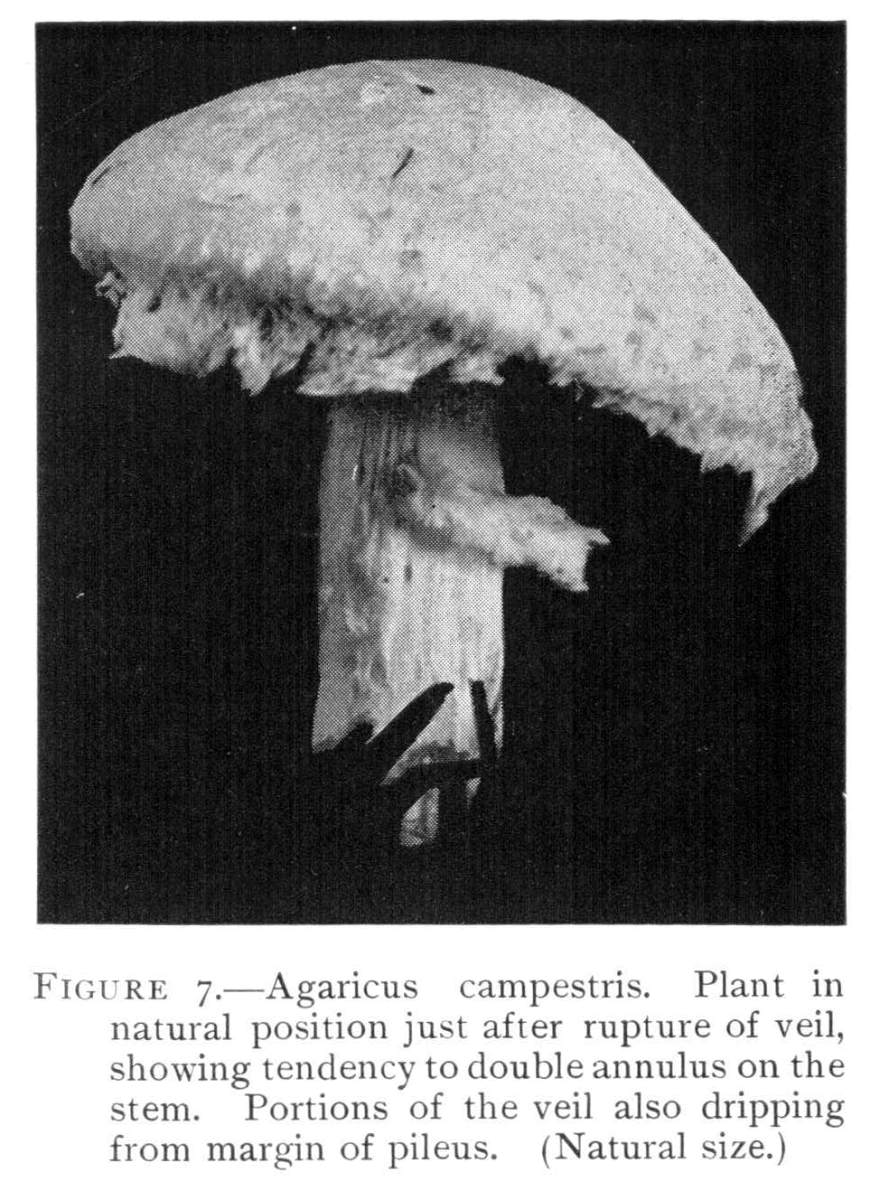 FIGURE 7.—Agaricus campestris. Plant in
natural position just after rupture of veil,
showing tendency to double annulus on the
stem. Portions of the veil also dripping
from margin of pileus. (Natural size.)